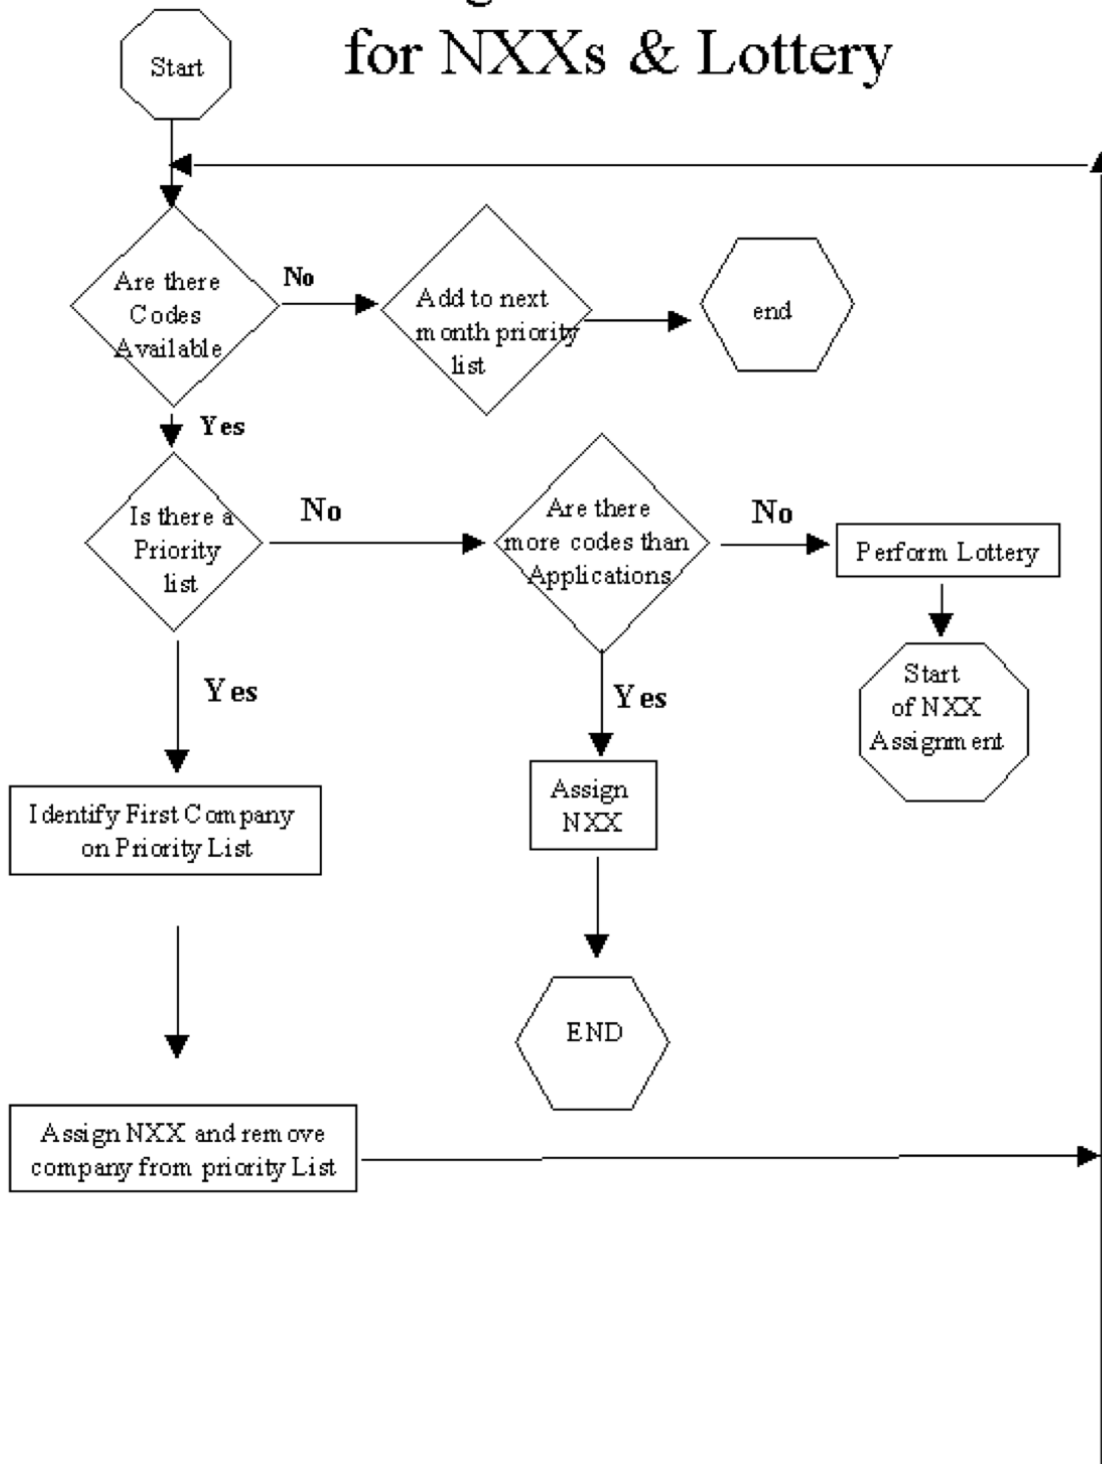 for NXXs & Lottery
Start
Are there
Codes
Available
No
Add to next
month priority
list
end
Yes
Is there a
Priority
list
No
Are there
more codes than
Applications
No
Perform Lottery
Start
of NXX
Assignment
Yes
Yes
Identify First Company
on Priority List
Assign
NXX
END
Assign NXX and remove
company from priority List